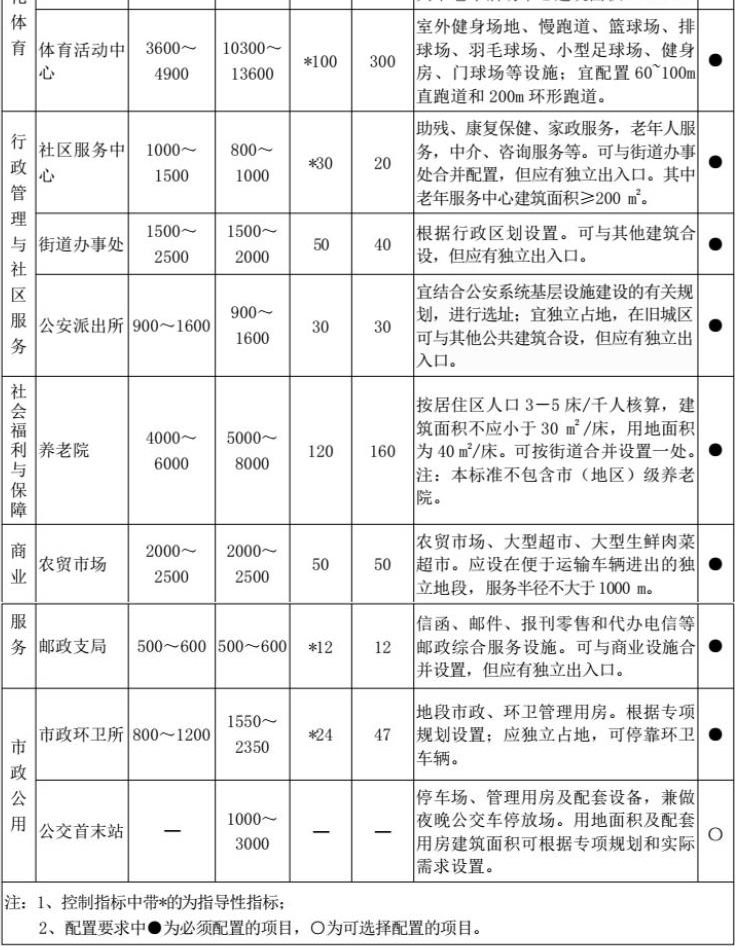 体
育
体育活动中
心
3600～
4900
10300～
13600
*100
300
室外健身场地、慢跑道、篮球场、排
球场、羽毛球场、小型足球场、健身
房、门球场等设施；宜配置 60~100m
直跑道和 200m 环形跑道。
●
行
政
管
理
与
社
区
服
务
社区服务中
心
1000～
1500
800～
1000
*30
20
助残、康复保健、家政服务，老年人服
务，中介、咨询服务等。可与街道办事
处合并配置，但应有独立出入口。其中
老年服务中心建筑面积≥200 ㎡。
●
街道办事处
1500～
2500
1500～
2000
50
40
根据行政区划设置。可与其他建筑合
设，但应有独立出入口。
●
公安派出所
900～1600
900～
1600
30
30
宜结合公安系统基层设施建设的有关规
划，进行选址；宜独立占地，在旧城区
可与其他公共建筑合设，但应有独立出
入口。
●
社
会
福
利
与
保
障
养老院
4000～
6000
5000～
8000
120
160
按居住区人口 3－5 床/千人核算，建
筑面积不应小于 30 ㎡/床，用地面积
为 40 ㎡/床。可按街道合并设置一处。
注：本标准不包含市（地区）级养老
院。
●
商
业
农贸市场
2000～
2500
2000～
2500
50
50
农贸市场、大型超市、大型生鲜肉菜
超市。应设在便于运输车辆进出的独
立地段，服务半径不大于 1000 m。
●
服
务
邮政支局
500～600
500～600
*12
12
信函、邮件、报刊零售和代办电信等
邮政综合服务设施。可与商业设施合
并设置，但应有独立出入口。
●
市
政
公
用
市政环卫所
800～1200
1550～
2350
*24
47
地段市政、环卫管理用房。根据专项
规划设置；应独立占地，可停靠环卫
车辆。
●
公交首末站
—
1000～
3000
—
—
停车场、管理用房及配套设备，兼做
夜晚公交车停放场。用地面积及配套
用房建筑面积可根据专项规划和实际
需求设置。
○
注：1、控制指标中带*的为指导性指标；
2、配置要求中●为必须配置的项目，○为可选择配置的项目。